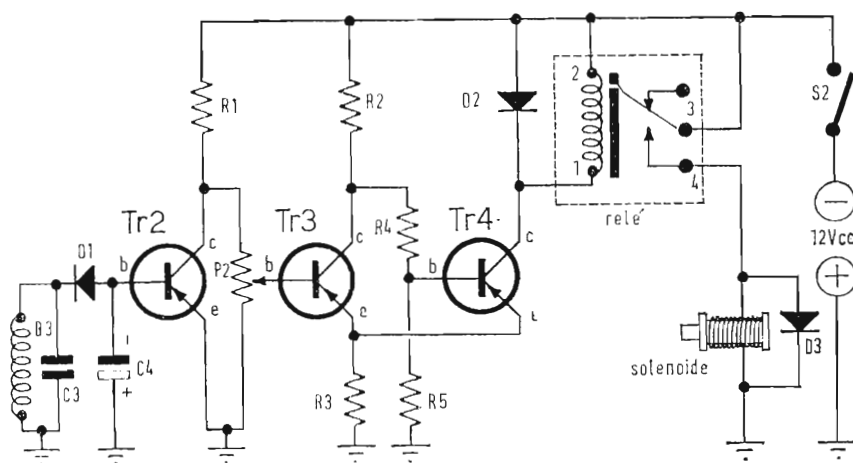 R1
R2
D2
2
3
S2
1
4
relé
Tr2
Tr3
Tr4
R4
c
c
c
12Vcc
D1
b
P2
b
b
e
e
D3
C3
C4
-
+
R3
R5
solenoide
D3